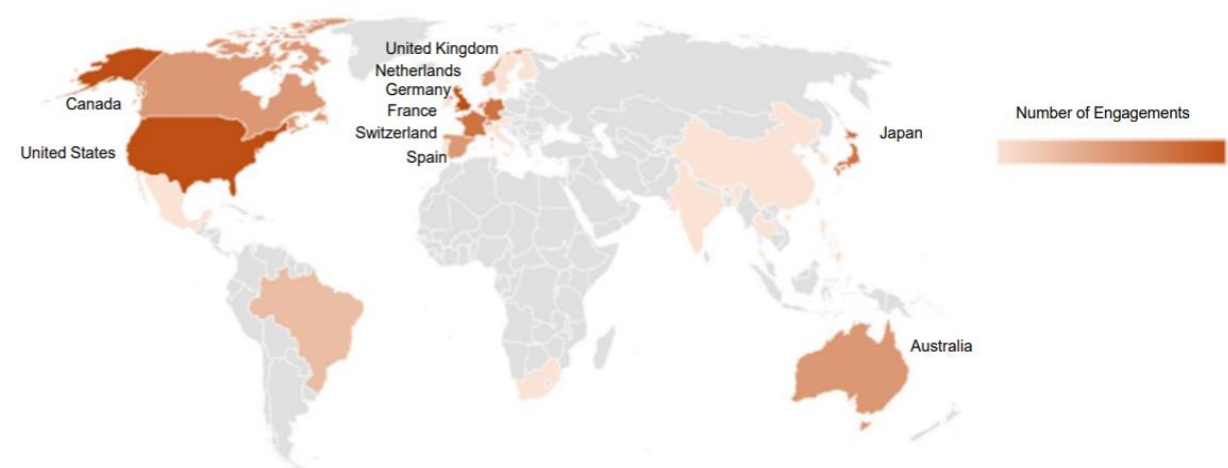 United Kingdom
Netherlands
Germany
Canada
France
Switzerland
United States
Spain
Japan
Number of Engagements
Australia